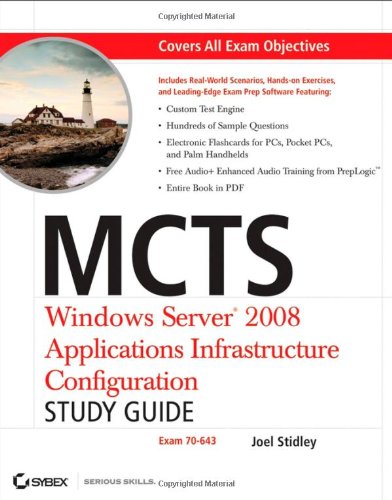 Copyrighted Material
Covers All Exam Objectives
Includes Real-World Scenarios, Hands-on Exercises,
and Leading-Edge Exam Prep Software Featuring:
• Custom Test Engine
• Hundreds of Sample Questions
• Electronic Flashcards for PCs, Pocket PCs,
and Palm Handhelds
• Free Audio+ Enhanced Audio Training from PrepLogic™
• Entire Book in PDF
MCTS
Windows Server® 2008
Applications Infrastructure
Configuration
STUDY GUIDE
Exam 70-643
Joel Stidley
SYBEX
SERIOUS SKILLS.
Copyrighted Material